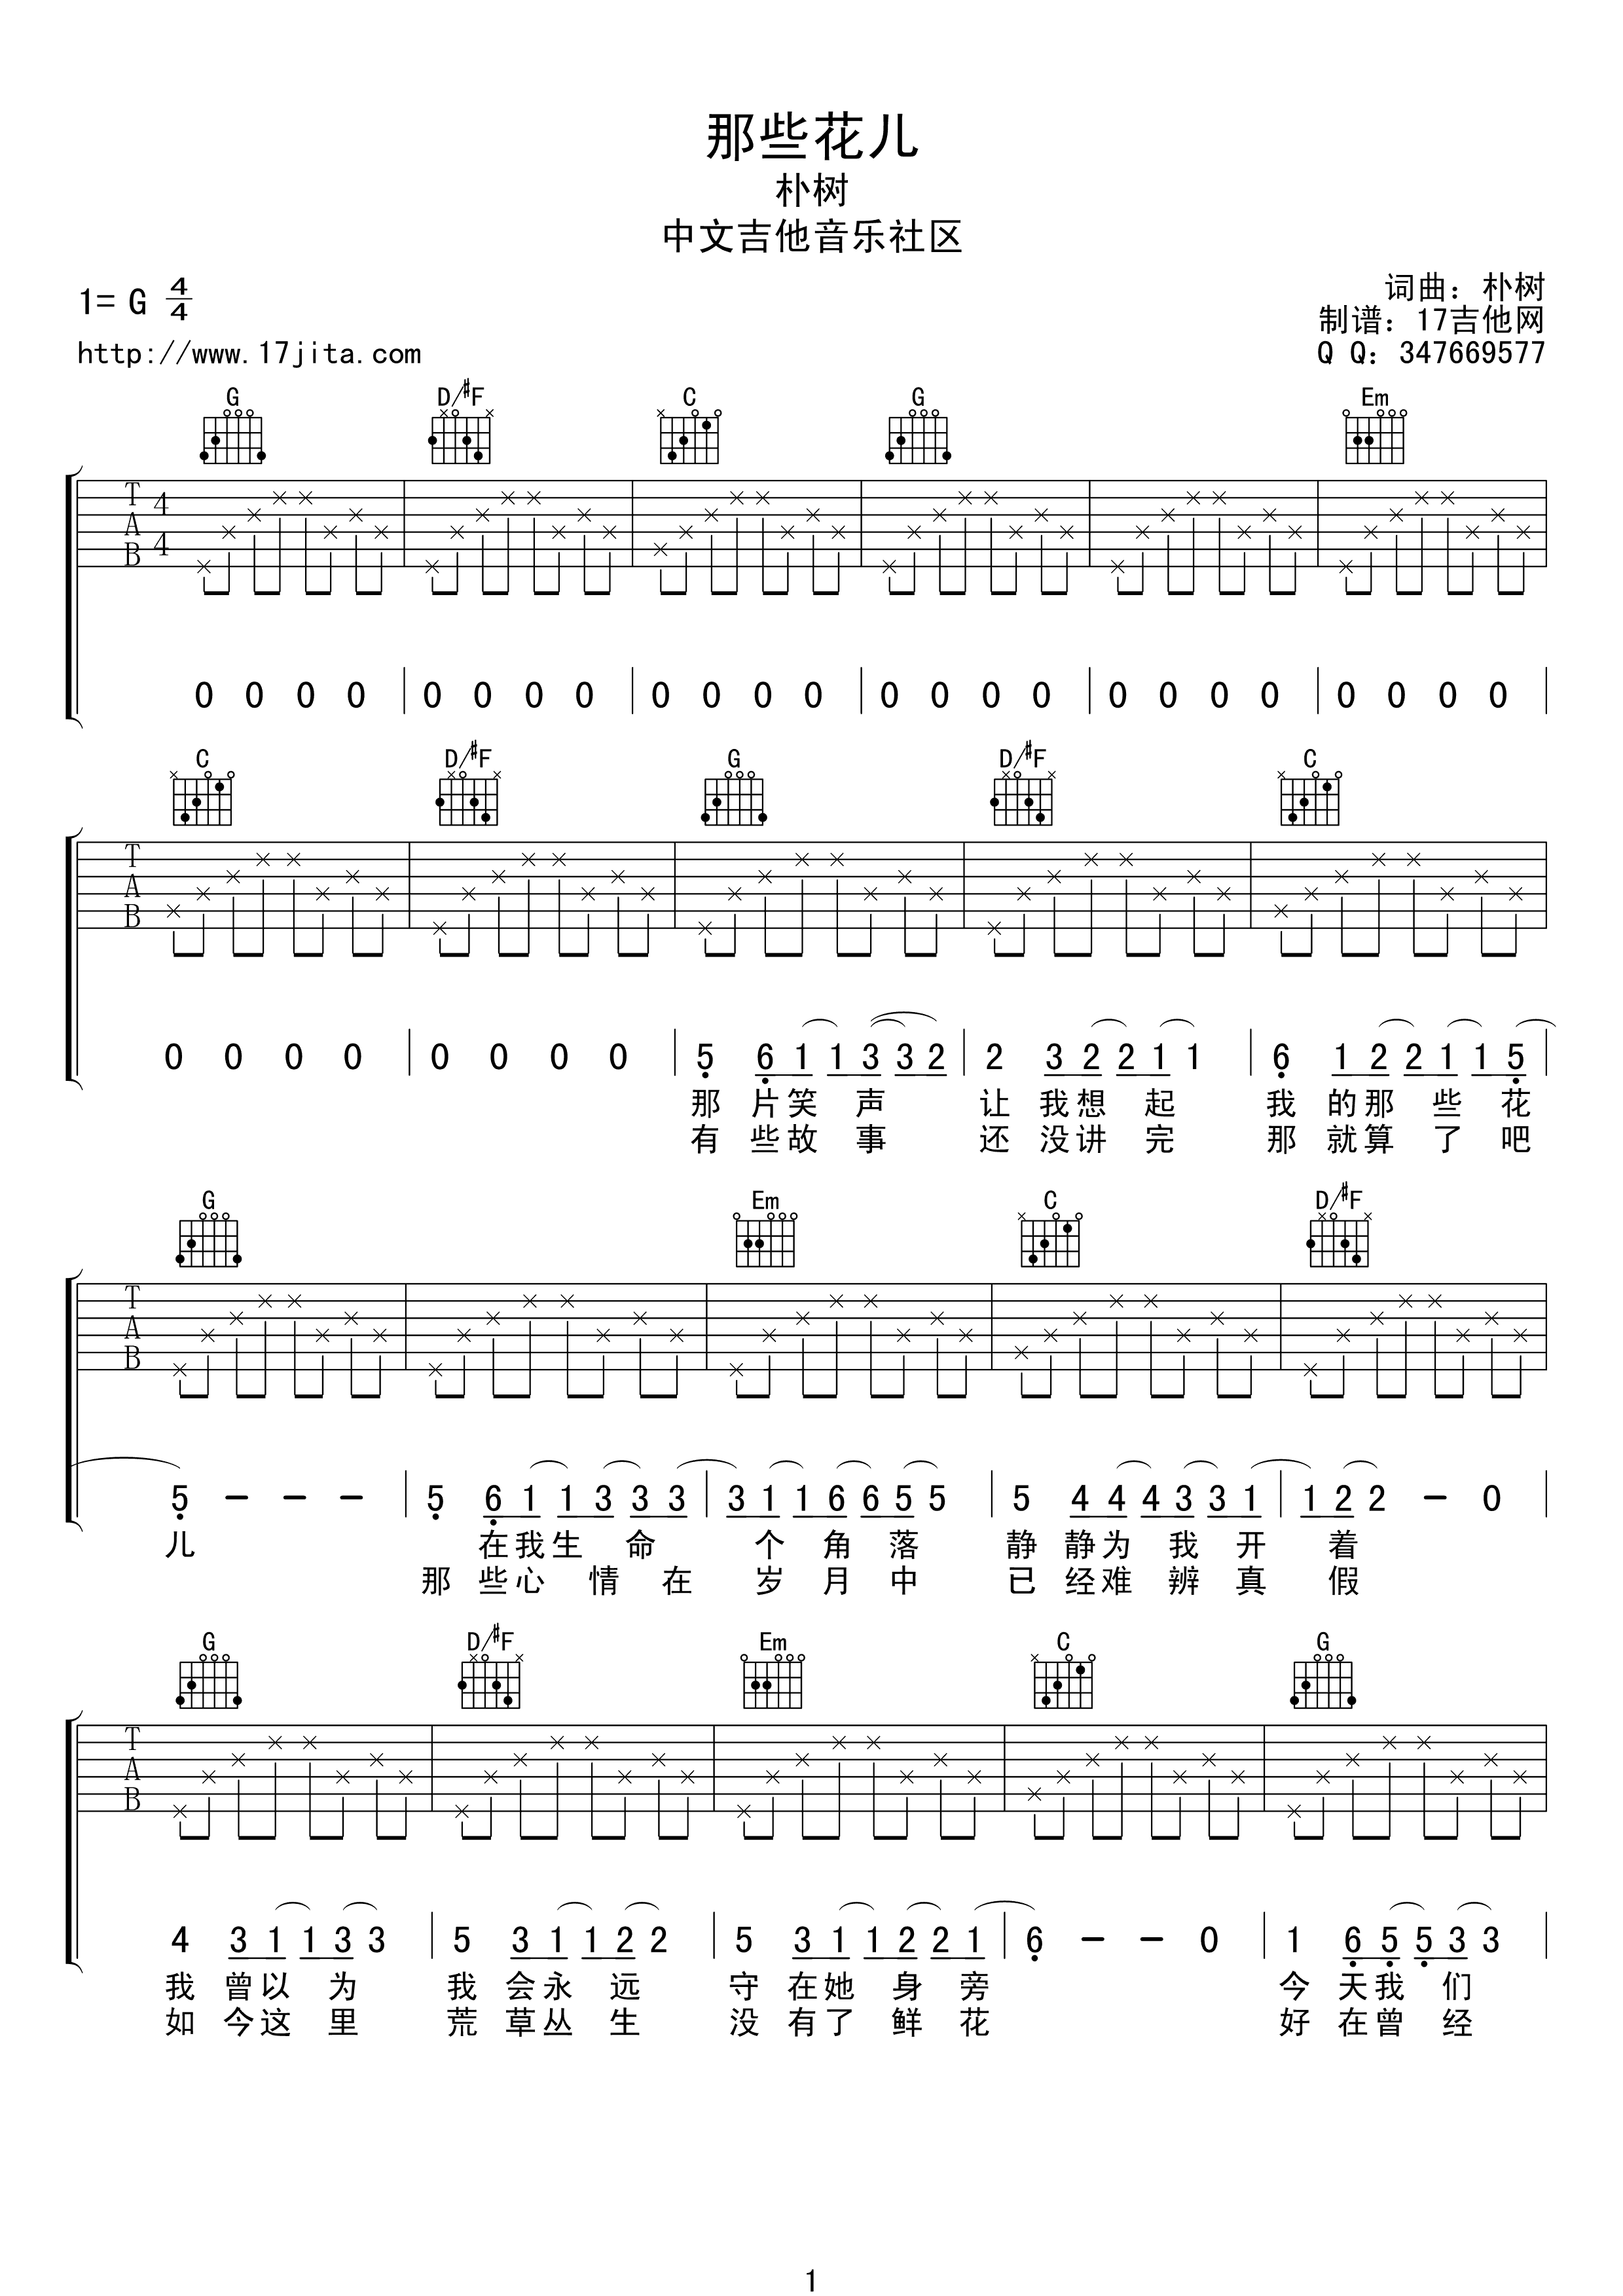 那些花儿
朴树
中文吉他音乐社区
1= G 4/4
词曲：朴树
制谱：17吉他网
http://www.17jita.com
Q Q：347669577
G D/#F C G Em
T A B 4 4
0 0 0 0 0 0 0 0 0 0 0 0 0 0 0 0 0 0 0 0 0 0 0 0
C D/#F G D/#F C
T A B
0 0 0 0 0 0 0 0 5 6 1 1 3 3 2 2 3 2 2 1 1 6 1 2 2 1 1 5
那 片 笑 声 让 我 想 起 我 的 那 些 花
有 些 故 事 还 没 讲 完 那 就 算 了 吧
G Em C D/#F
T A B
5 - - - 5 6 1 1 3 3 3 3 1 1 6 6 5 5 5 4 4 4 3 3 1 1 2 2 - 0
儿 在 我 生 命 个 角 落 静 静 为 我 开 着
那 些 心 情 在 岁 月 中 已 经 难 辨 真 假
G D/#F Em C G
T A B
4 3 1 1 3 3 5 3 1 1 2 2 5 3 1 1 2 2 1 6 - - 0 1 6 5 5 3 3
我 曾 以 为 我 会 永 远 守 在 她 身 旁 今 天 我 们
如 今 这 里 荒 草 丛 生 没 有 了 鲜 花 好 在 曾 经
1